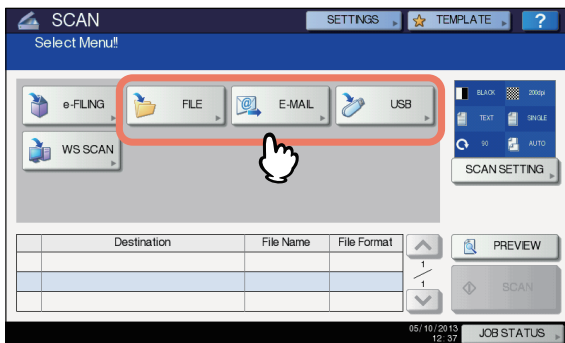 SCAN
SETTINGS
TEMPLATE
?
Select Menu!!
e-FILING
FILE
E-MAIL
USB
WS SCAN
BLACK
200dpi
TEXT
SINGLE
90
AUTO
SCAN SETTING
Destination File Name File Format
1
1
PREVIEW
SCAN
05/10/2013
12:37
JOB STATUS